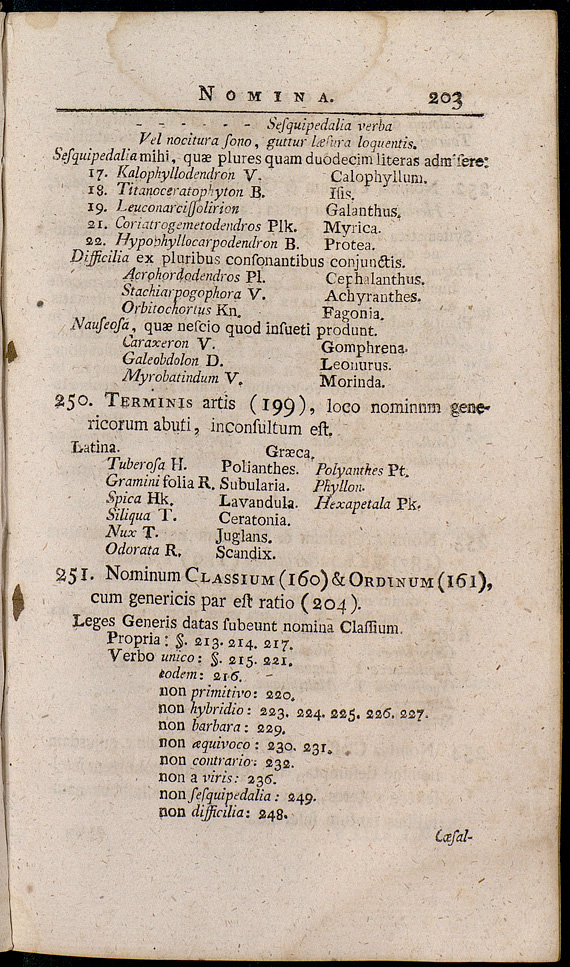 NOMINA. 203
- - - - - - Seſquipedalia verba
Vel nocitura ſono, guttur læſura loquentis.
Seſquipedalia mihi, quæ plures quam duodecim literas admiſere:
17. Kalophyllodendron V. Calophyllum.
18. Titanoceratophyton B. Iſis.
19. Leuconarciſſolirion Galanthus.
21. Coriatrogemetodendros Plk. Myrica.
22. Hypophyllocarpodendron B. Protea.
Difficilia ex pluribus conſonantibus conjunctis.
Acrohordodendros Pl. Cephalanthus.
Stachiarpogophora V. Achyranthes.
Orbitochortus Kn. Fagonia.
Nauſeoſa, quæ neſcio quod inſueti produnt.
Caraxeron V. Gomphrena.
Galeobdolon D. Leonurus.
Myrobatindum V. Morinda.
250. TERMINIS artis (199), loco nominum gene-
ricorum abuti, inconſultum eſt.
Latina. Græca.
Tuberoſa H. Polianthes. Polyanthes Pt.
Gramini folia R. Subularia. Phyllon.
Spica Hk. Lavandula. Hexapetala Pk.
Siliqua T. Ceratonia.
Nux T. Juglans.
Odorata R. Scandix.
251. Nominum CLASSIUM (160) & ORDINUM (161),
cum genericis par eſt ratio (204).
Leges Generis datas ſubeunt nomina Claſſium.
Propria: §. 213. 214. 217.
Verbo unico: §. 215. 221.
eodem: 216.
non primitivo: 220.
non hybridio: 223. 224. 225. 226. 227.
non barbara: 229.
non æquivoco: 230. 231.
non contrario: 232.
non a viris: 236.
non ſeſquipedalia: 249.
non difficilia: 248.
Cæſal-